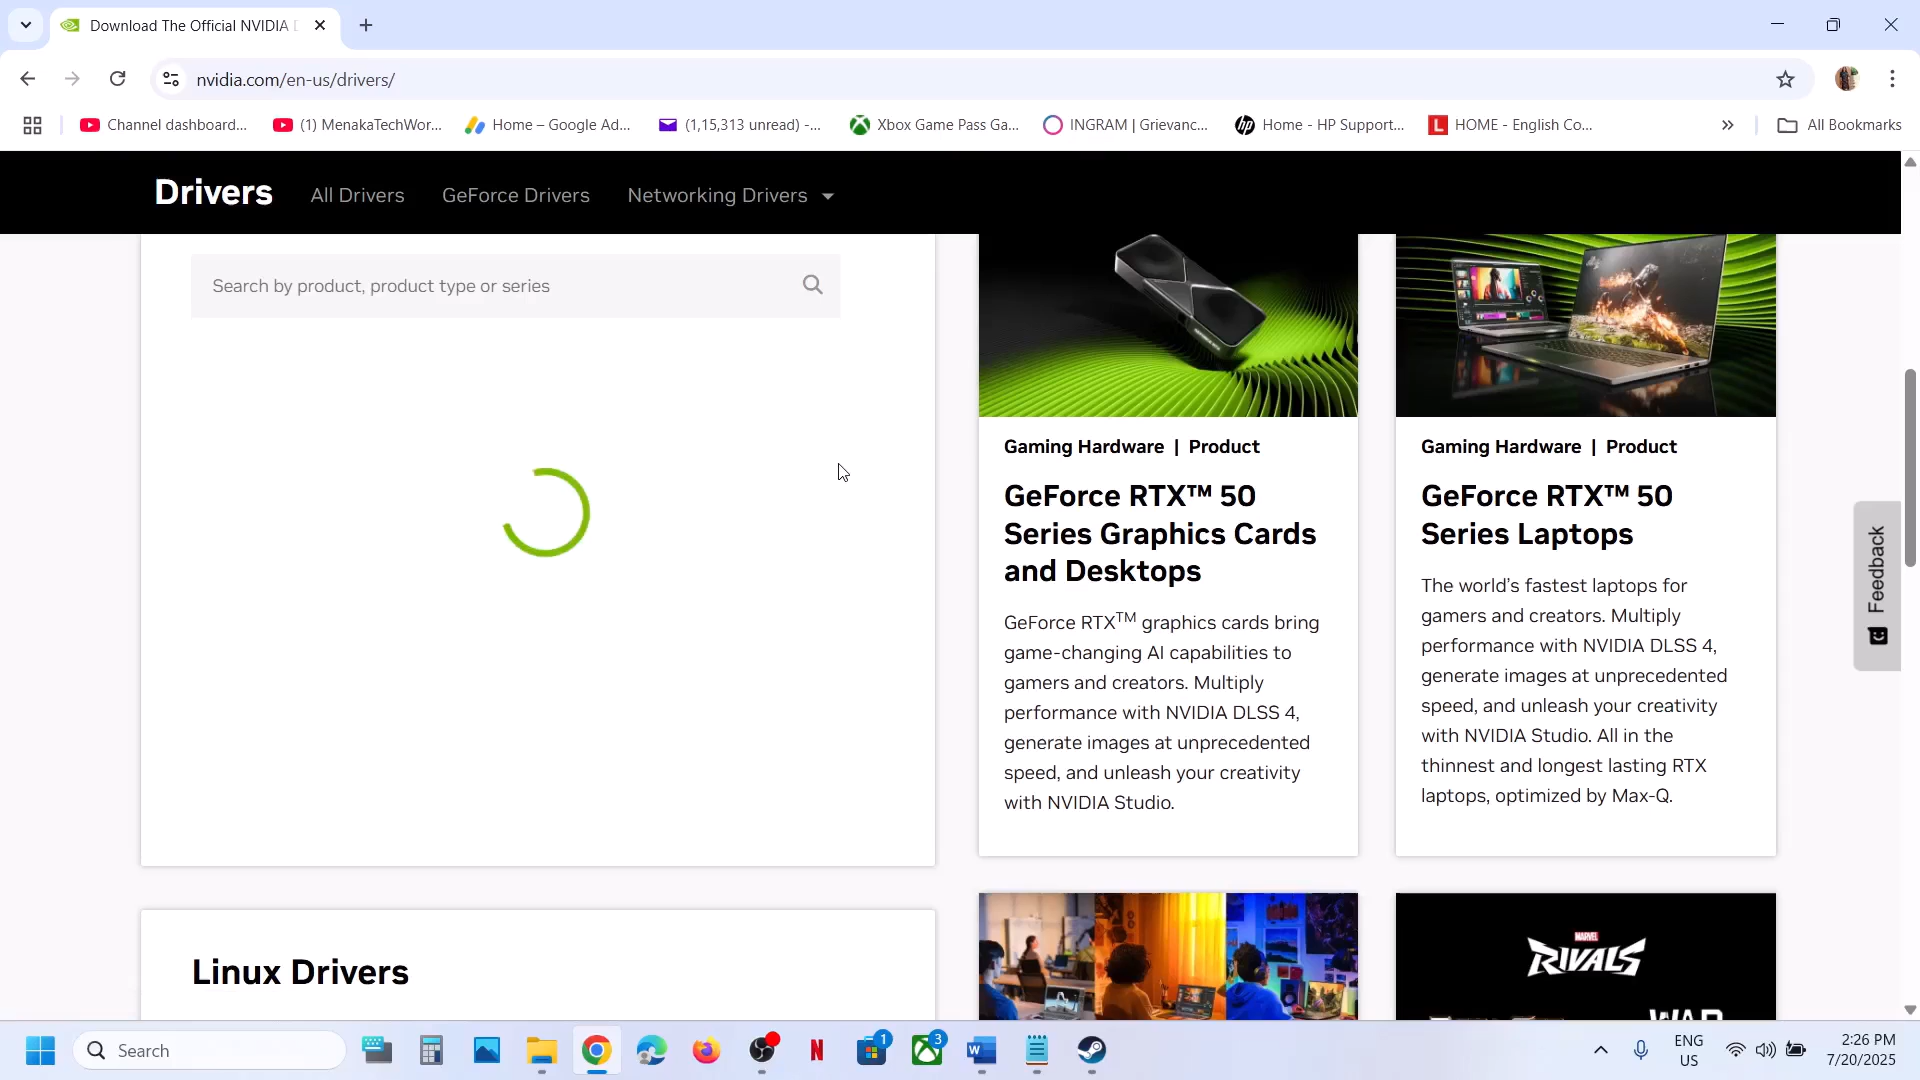 Download The Official NVIDIA D
nvidia.com/en-us/drivers/
Channel dashboard...
(1) MenakaTechWor...
Home – Google Ad...
(1,15,313 unread) -...
Xbox Game Pass Ga...
INGRAM | Grievanc...
Home - HP Support...
HOME - English Co...
»
All Bookmarks
Drivers
All Drivers
GeForce Drivers
Networking Drivers
Search by product, product type or series
Gaming Hardware | Product
GeForce RTX™ 50
Series Graphics Cards
and Desktops
GeForce RTX™ graphics cards bring
game-changing AI capabilities to
gamers and creators. Multiply
performance with NVIDIA DLSS 4,
generate images at unprecedented
speed, and unleash your creativity
with NVIDIA Studio.
Gaming Hardware | Product
GeForce RTX™ 50
Series Laptops
The world’s fastest laptops for
gamers and creators. Multiply
performance with NVIDIA DLSS 4,
generate images at unprecedented
speed, and unleash your creativity
with NVIDIA Studio. All in the
thinnest and longest lasting RTX
laptops, optimized by Max-Q.
Feedback
Linux Drivers
MARVEL
RIVALS
WAR
Search
1
3
ENG
US
2:26 PM
7/20/2025